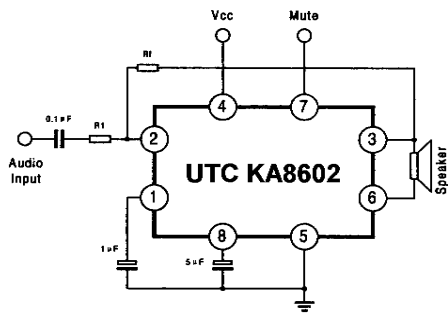 Vcc
Mute
Rf
0.1µF
R1
4
7
2
3
Audio
Input
UTC KA8602
Speaker
1
6
8
5
1µF
5µF